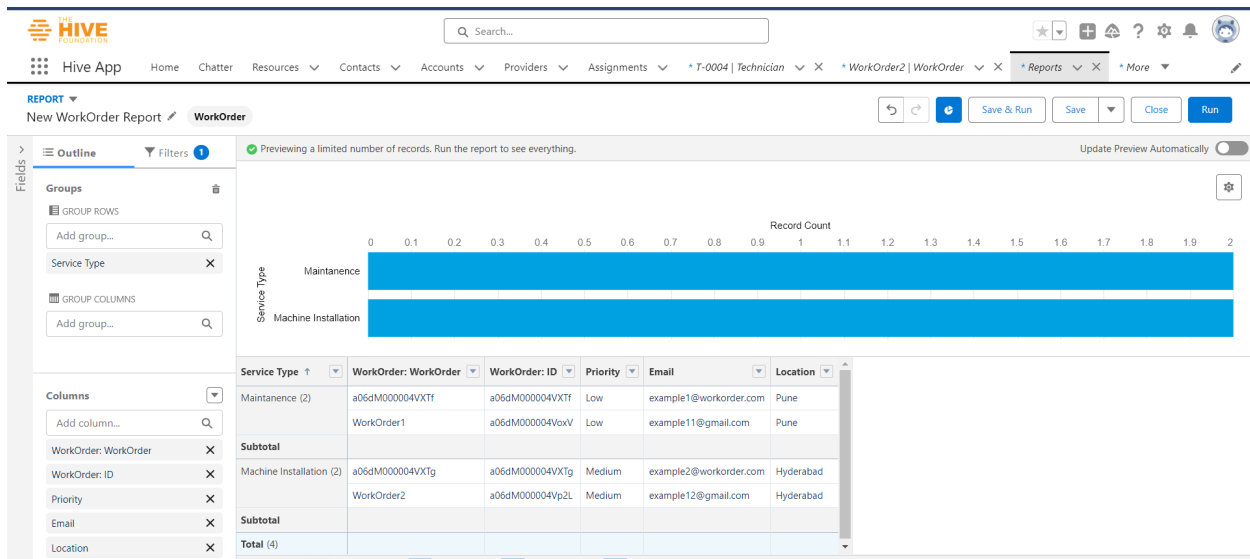 THE
HIVE
FOUNDATION
Search...
Hive App
Home
Chatter
Resources
Contacts
Accounts
Providers
Assignments
* T-0004 | Technician
* WorkOrder2 | WorkOrder
* Reports
* More
REPORT
New WorkOrder Report
WorkOrder
Save & Run
Save
Close
Run
Fields
Outline
Filters 1
Previewing a limited number of records. Run the report to see everything.
Update Preview Automatically
Groups
GROUP ROWS
Add group...
Service Type
GROUP COLUMNS
Add group...
Columns
Add column...
WorkOrder: WorkOrder
WorkOrder: ID
Priority
Email
Location
Record Count
0 0.1 0.2 0.3 0.4 0.5 0.6 0.7 0.8 0.9 1 1.1 1.2 1.3 1.4 1.5 1.6 1.7 1.8 1.9 2
Service Type
Maintanence
Machine Installation
Service Type ↑ WorkOrder: WorkOrder WorkOrder: ID Priority Email Location
Maintanence (2) a06dM000004VXTf a06dM000004VXTf Low example1@workorder.com Pune
WorkOrder1 a06dM000004VoxV Low example11@gmail.com Pune
Subtotal
Machine Installation (2) a06dM000004VXTg a06dM000004VXTg Medium example2@workorder.com Hyderabad
WorkOrder2 a06dM000004Vp2L Medium example12@gmail.com Hyderabad
Subtotal
Total (4)